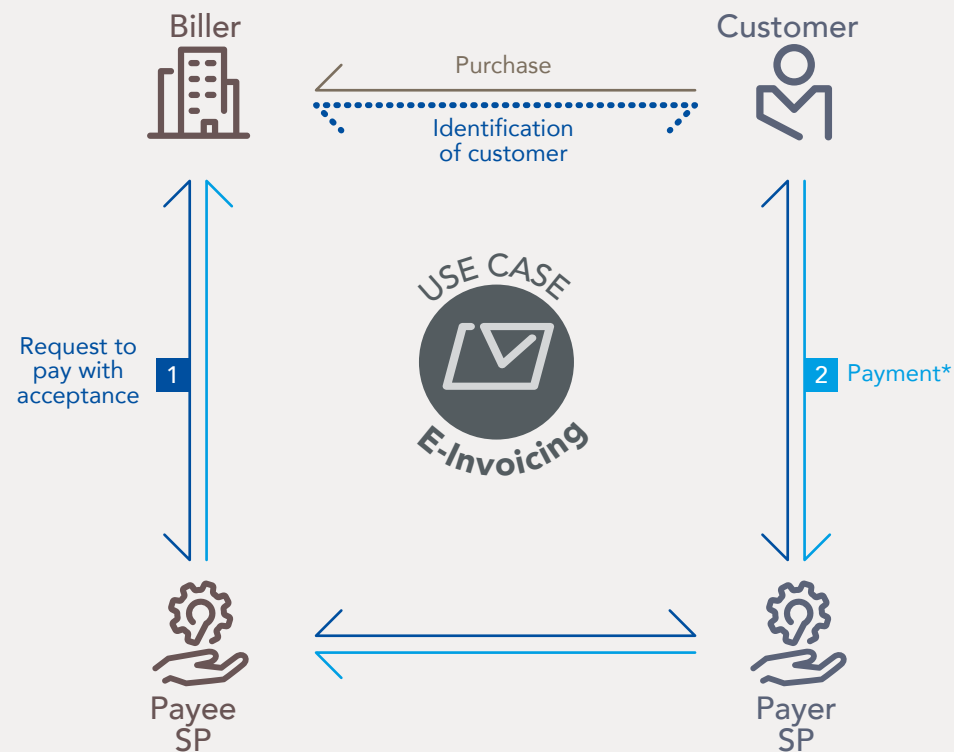 Biller
Customer
Purchase
Identification
of customer
USE CASE
E-Invoicing
Request to
pay with
acceptance
1
2
Payment*
Payee
SP
Payer
SP